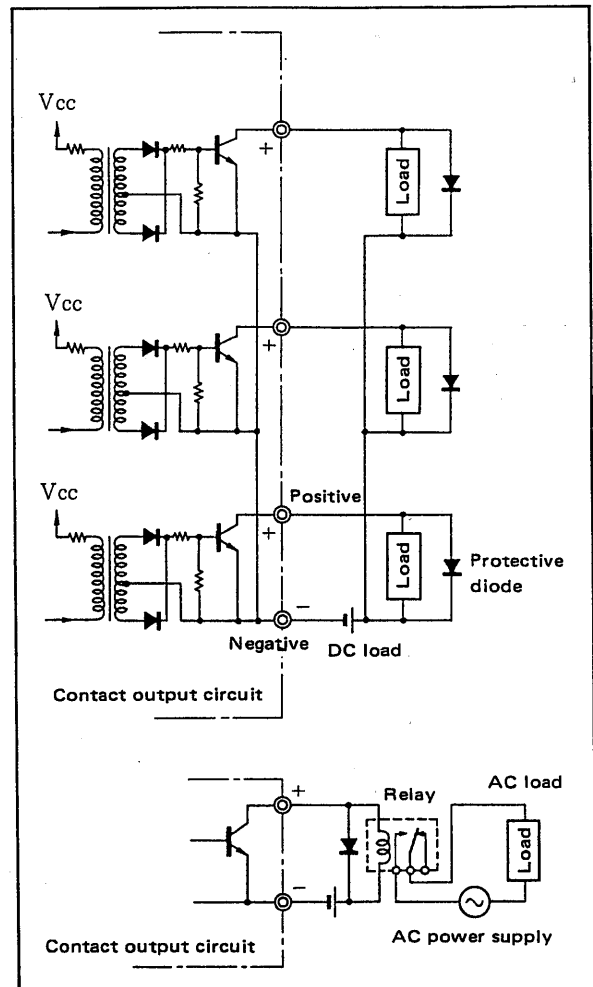 Vcc
+
Load
Vcc
+
Load
Vcc
Positive
+
Load
Protective
diode
−
Negative
DC load
Contact output circuit
AC load
+
Relay
Load
−
AC power supply
Contact output circuit